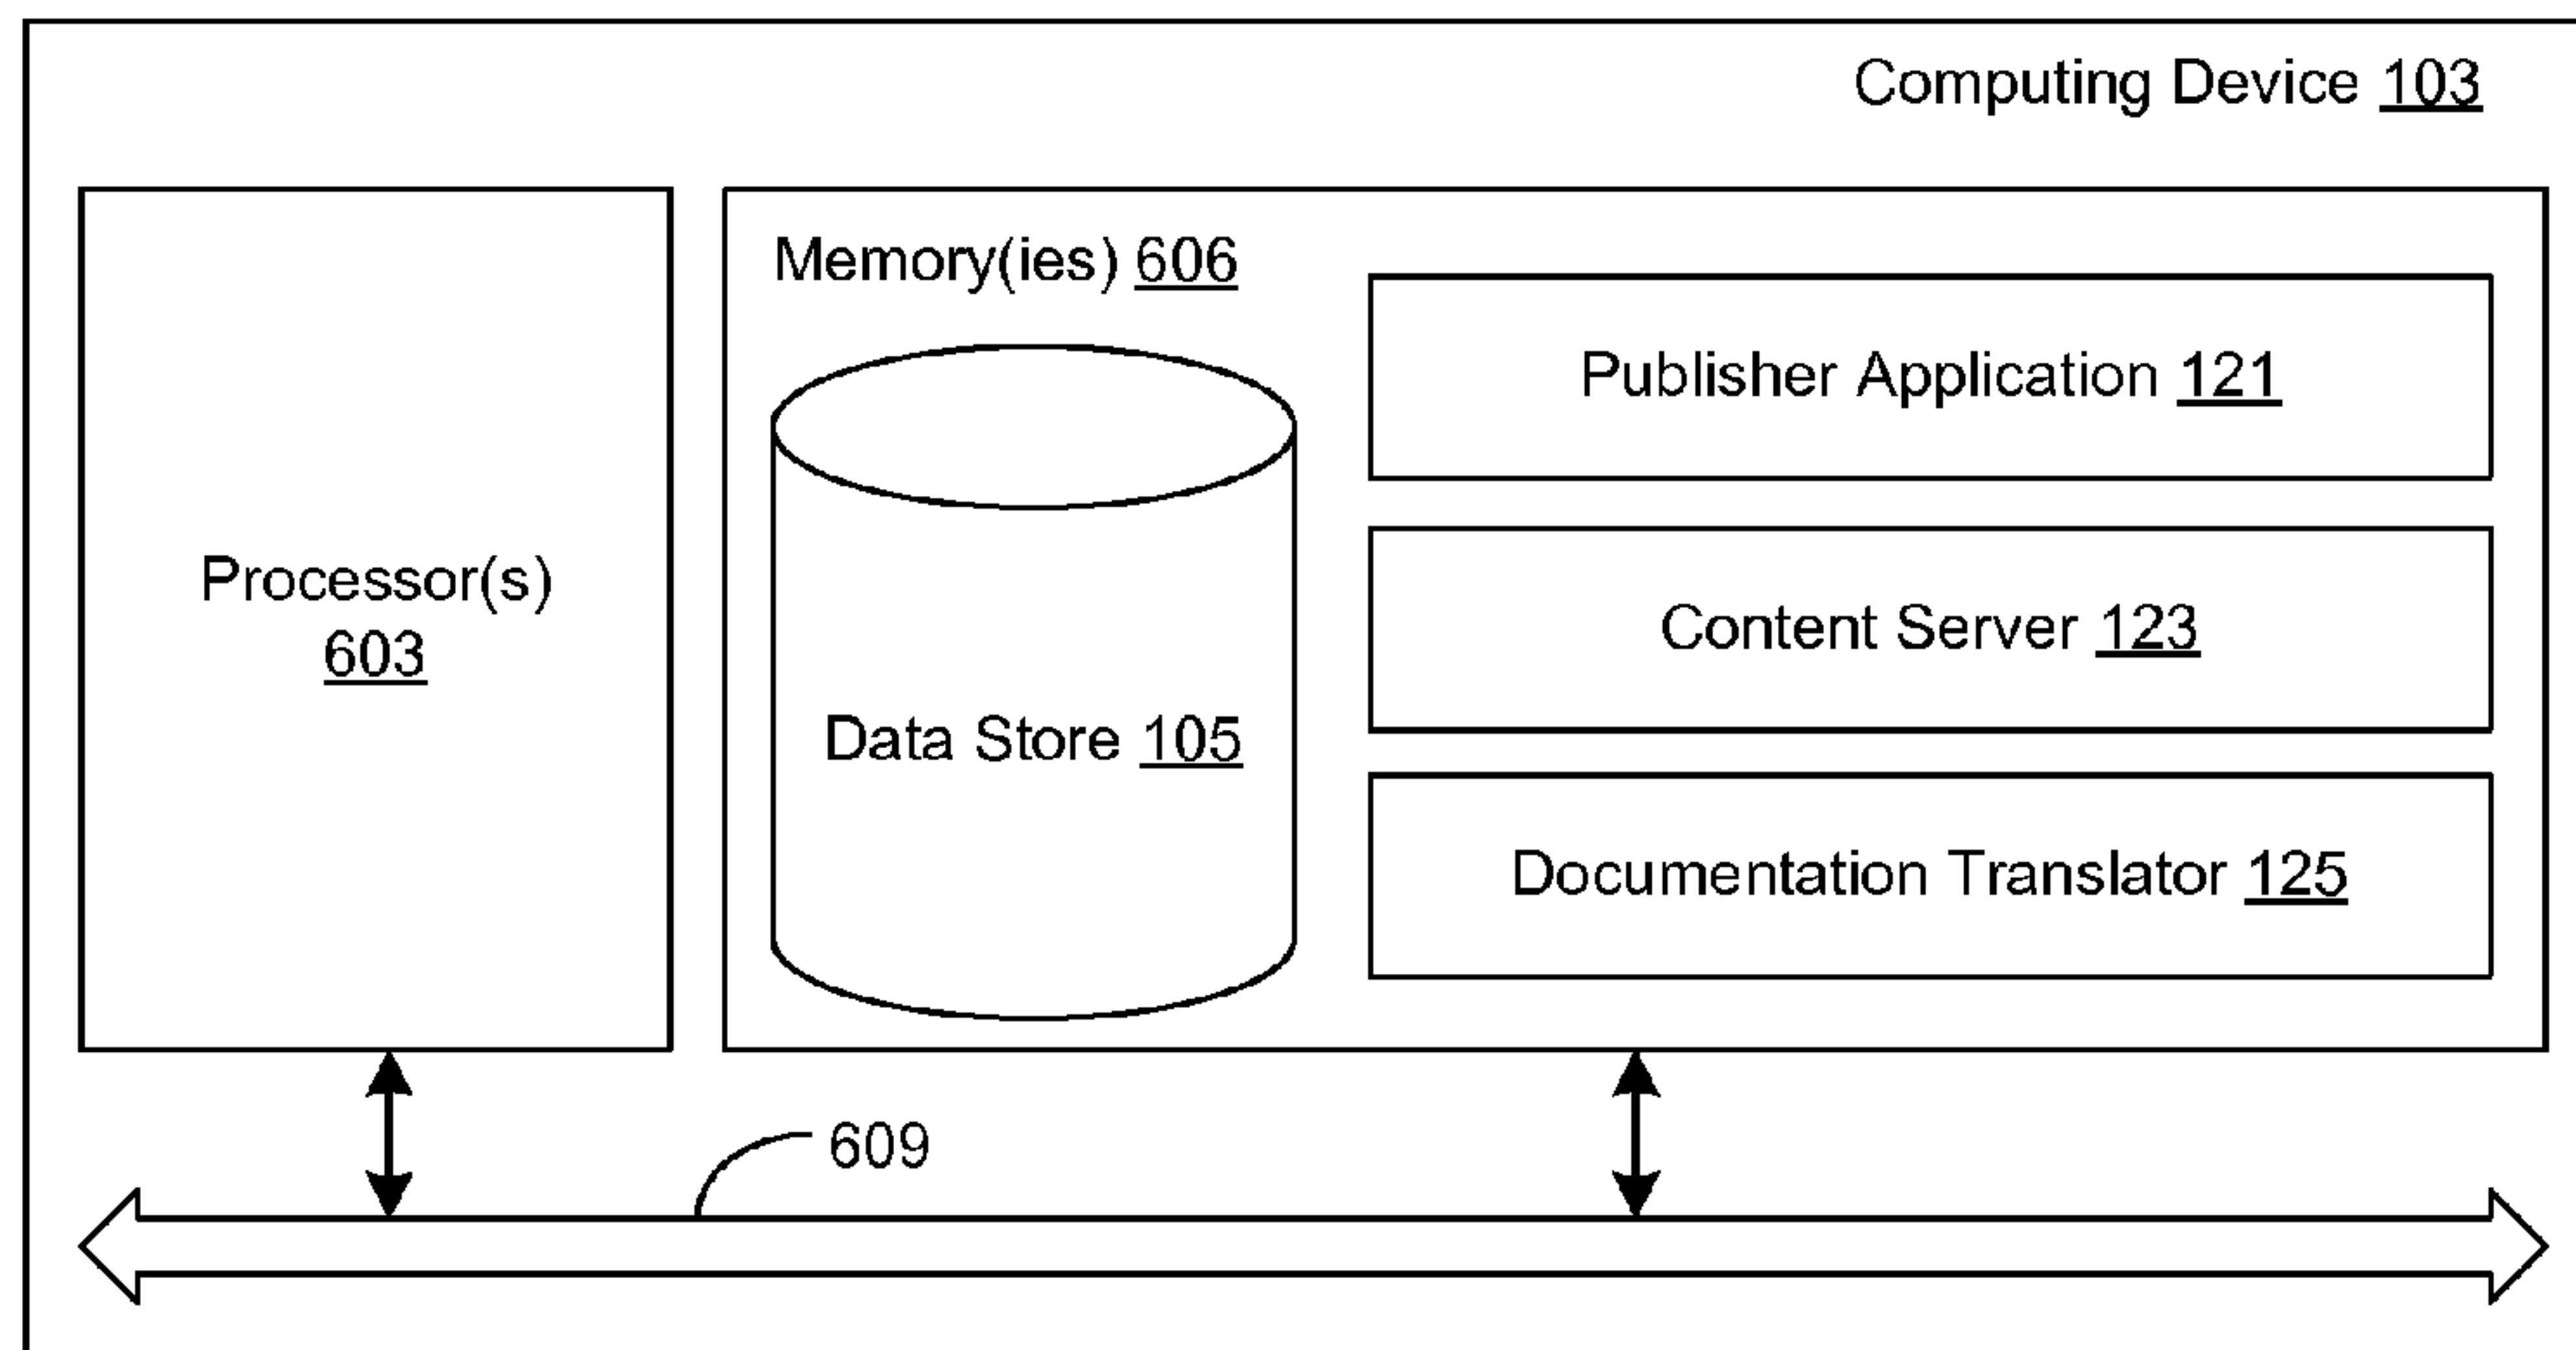 Computing Device 103
Memory(ies) 606
Publisher Application 121
Processor(s)
603
Content Server 123
Data Store 105
Documentation Translator 125
609